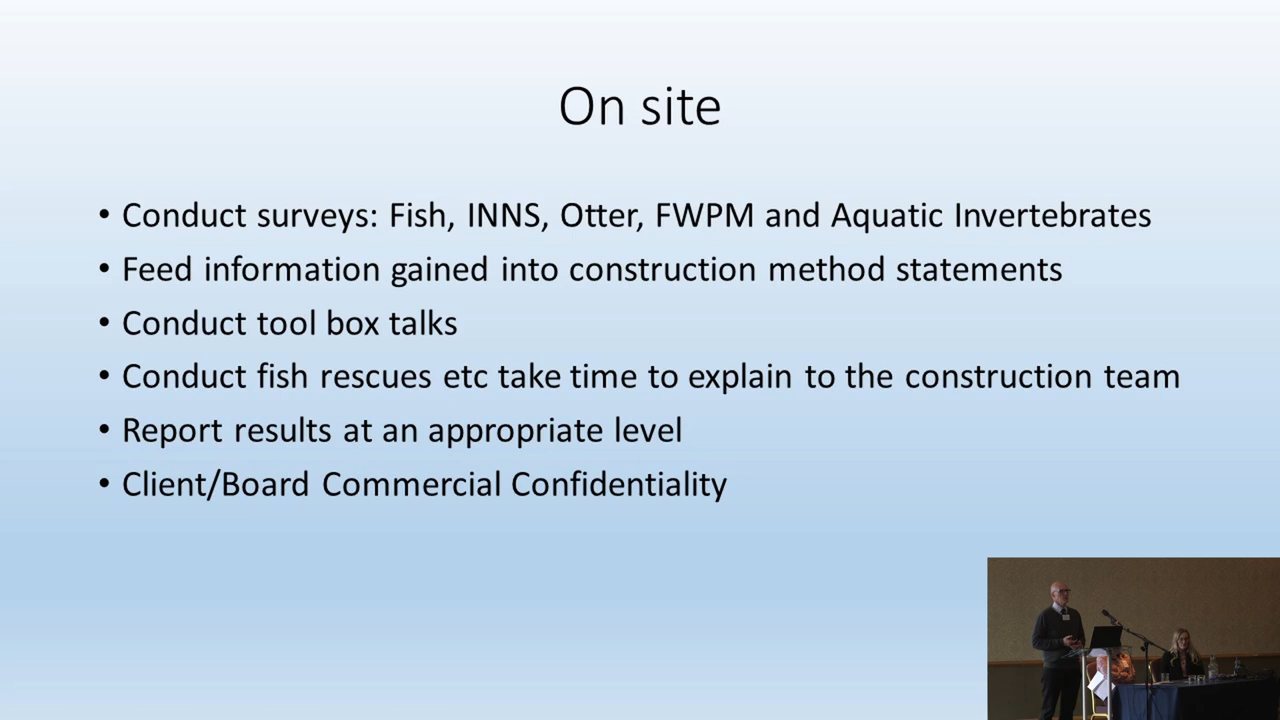 On site
• Conduct surveys: Fish, INNS, Otter, FWPM and Aquatic Invertebrates
• Feed information gained into construction method statements
• Conduct tool box talks
• Conduct fish rescues etc take time to explain to the construction team
• Report results at an appropriate level
• Client/Board Commercial Confidentiality